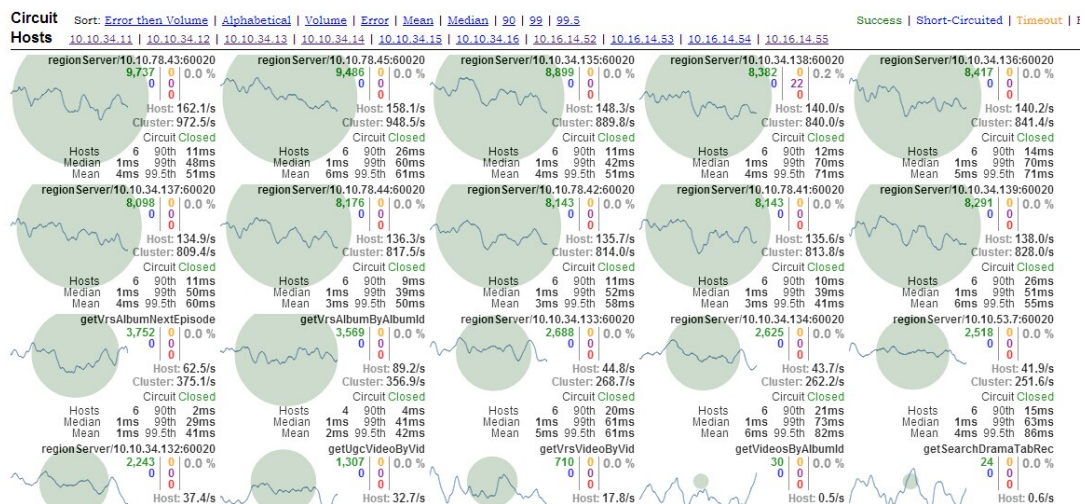 Circuit Sort: Error then Volume | Alphabetical | Volume | Error | Mean | Median | 90 | 99 | 99.5 Success | Short-Circuited | Timeout |
Hosts 10.10.34.11 | 10.10.34.12 | 10.10.34.13 | 10.10.34.14 | 10.10.34.15 | 10.10.34.16 | 10.16.14.52 | 10.16.14.53 | 10.16.14.54 | 10.16.14.55
regionServer/10.10.78.43:60020
9,737 0 0.0 %
0 0
0
Host: 162.1/s
Cluster: 972.5/s
Circuit Closed
Hosts 6 90th 11ms
Median 1ms 99th 48ms
Mean 4ms 99.5th 51ms
regionServer/10.10.78.45:60020
9,486 0 0.0 %
0 0
0
Host: 158.1/s
Cluster: 948.5/s
Circuit Closed
Hosts 6 90th 26ms
Median 1ms 99th 60ms
Mean 6ms 99.5th 61ms
regionServer/10.10.34.135:60020
8,899 0 0.0 %
0 0
0
Host: 148.3/s
Cluster: 889.8/s
Circuit Closed
Hosts 6 90th 11ms
Median 1ms 99th 42ms
Mean 4ms 99.5th 51ms
regionServer/10.10.34.138:60020
8,382 0 0.2 %
0 22
0
Host: 140.0/s
Cluster: 840.0/s
Circuit Closed
Hosts 6 90th 12ms
Median 1ms 99th 70ms
Mean 4ms 99.5th 71ms
regionServer/10.10.34.136:60020
8,417 0 0.0 %
0 0
0
Host: 140.2/s
Cluster: 841.4/s
Circuit Closed
Hosts 6 90th 14ms
Median 1ms 99th 70ms
Mean 5ms 99.5th 71ms
regionServer/10.10.34.137:60020
8,098 0 0.0 %
0 0
0
Host: 134.9/s
Cluster: 809.4/s
Circuit Closed
Hosts 6 90th 11ms
Median 1ms 99th 50ms
Mean 4ms 99.5th 60ms
regionServer/10.10.78.44:60020
8,176 0 0.0 %
0 0
0
Host: 136.3/s
Cluster: 817.5/s
Circuit Closed
Hosts 6 90th 9ms
Median 1ms 99th 39ms
Mean 3ms 99.5th 50ms
regionServer/10.10.78.42:60020
8,143 0 0.0 %
0 0
0
Host: 135.7/s
Cluster: 814.0/s
Circuit Closed
Hosts 6 90th 11ms
Median 1ms 99th 52ms
Mean 3ms 99.5th 58ms
regionServer/10.10.78.41:60020
8,143 0 0.0 %
0 0
0
Host: 135.6/s
Cluster: 813.8/s
Circuit Closed
Hosts 6 90th 10ms
Median 1ms 99th 39ms
Mean 3ms 99.5th 41ms
regionServer/10.10.34.139:60020
8,291 0 0.0 %
0 0
0
Host: 138.0/s
Cluster: 828.0/s
Circuit Closed
Hosts 6 90th 26ms
Median 1ms 99th 51ms
Mean 6ms 99.5th 55ms
getVrsAlbumNextEpisode
3,752 0 0.0 %
0 0
0
Host: 62.5/s
Cluster: 375.1/s
Circuit Closed
Hosts 6 90th 2ms
Median 1ms 99th 29ms
Mean 1ms 99.5th 41ms
getVrsAlbumByAlbumId
3,569 0 0.0 %
0 0
0
Host: 89.2/s
Cluster: 356.9/s
Circuit Closed
Hosts 4 90th 4ms
Median 1ms 99th 41ms
Mean 2ms 99.5th 42ms
regionServer/10.10.34.133:60020
2,688 0 0.0 %
0 0
0
Host: 44.8/s
Cluster: 268.7/s
Circuit Closed
Hosts 6 90th 20ms
Median 1ms 99th 61ms
Mean 5ms 99.5th 61ms
regionServer/10.10.34.134:60020
2,625 0 0.0 %
0 0
0
Host: 43.7/s
Cluster: 262.2/s
Circuit Closed
Hosts 6 90th 21ms
Median 1ms 99th 73ms
Mean 6ms 99.5th 82ms
regionServer/10.10.53.7:60020
2,518 0 0.0 %
0 0
0
Host: 41.9/s
Cluster: 251.6/s
Circuit Closed
Hosts 6 90th 15ms
Median 1ms 99th 63ms
Mean 4ms 99.5th 86ms
regionServer/10.10.34.132:60020
2,243 0 0.0 %
0 0
0
Host: 37.4/s
getUgcVideoByVid
1,307 0 0.0 %
0 0
0
Host: 32.7/s
getVrsVideoByVid
710 0 0.0 %
0 0
0
Host: 17.8/s
getVideosByAlbumId
30 0 0.0 %
0 0
0
Host: 0.5/s
getSearchDramaTabRec
24 0 0.0 %
0 0
0
Host: 0.6/s